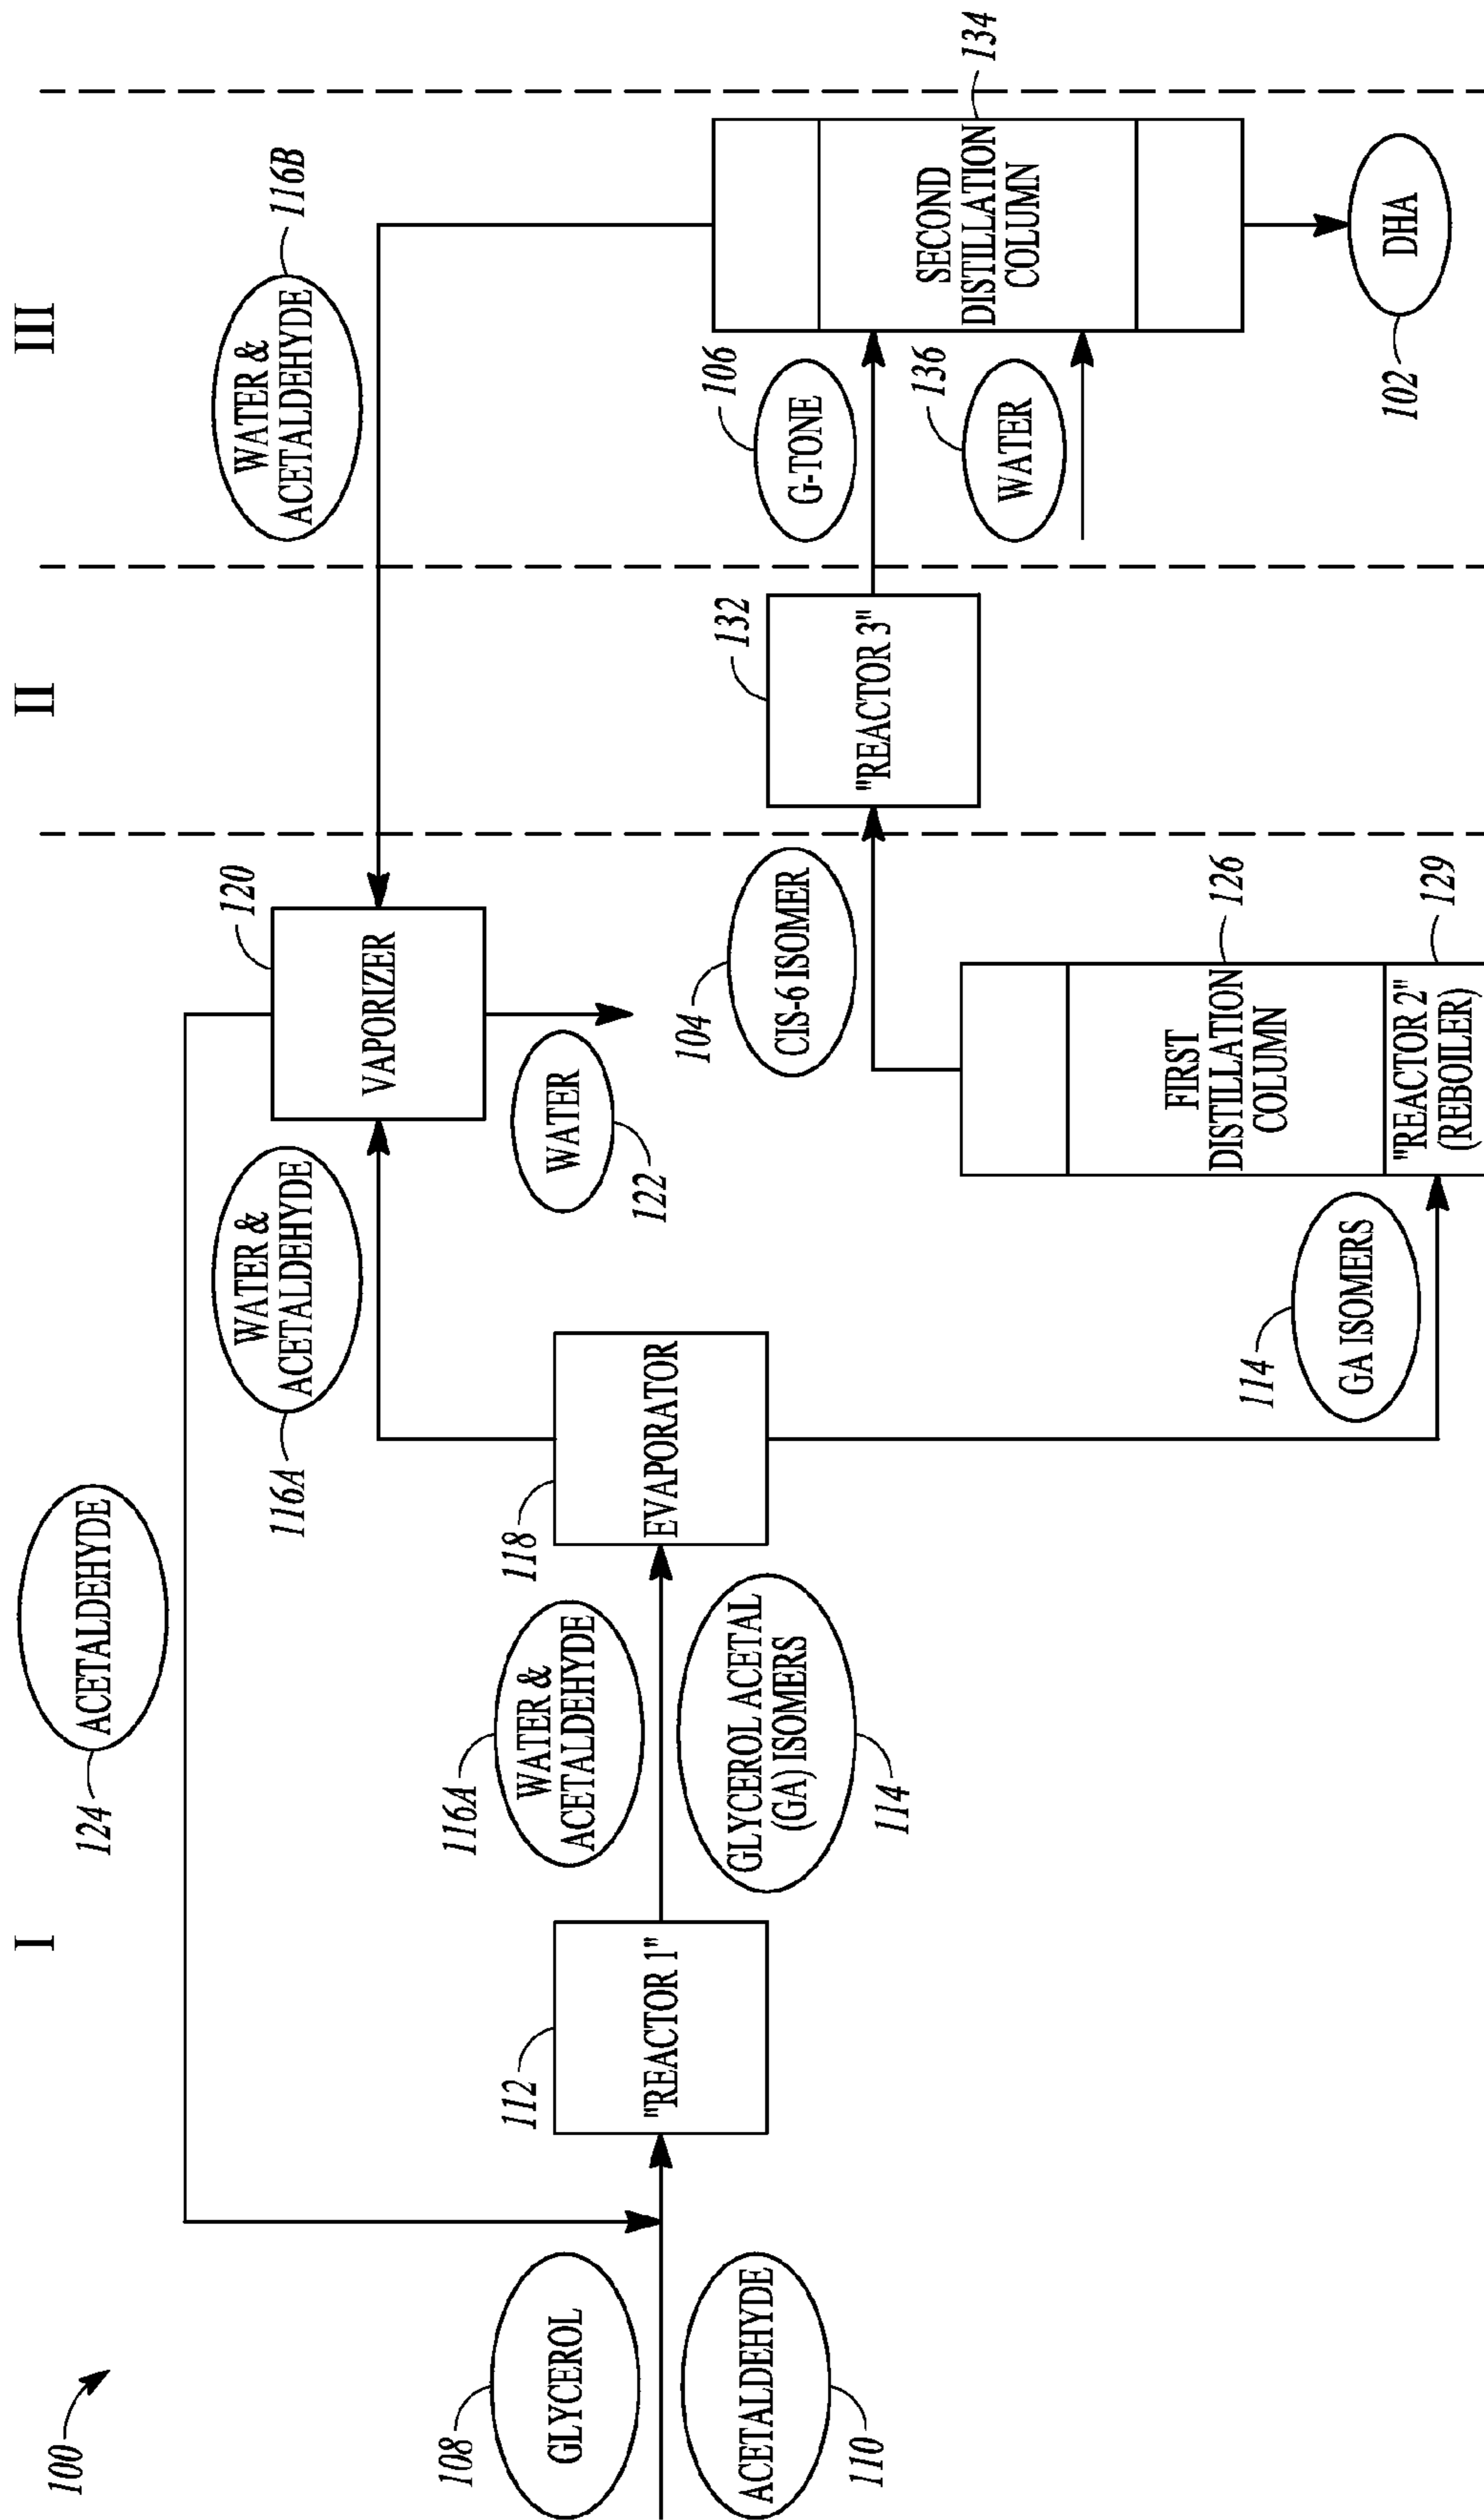 100
I
II
III
124
ACETALDEHYDE
108
GLYCEROL
ACETALDEHYDE
110
112
"REACTOR 1"
116A
WATER &
ACETALDEHYDE
GLYCEROL ACETAL
(GA) ISOMERS
114
118
EVAPORATOR
116A
WATER &
ACETALDEHYDE
120
VAPORIZER
WATER
122
WATER &
ACETALDEHYDE
116B
114
GA ISOMERS
FIRST
DISTILLATION
COLUMN
126
"REACTOR 2"
(REBOILER)
129
104
CIS-6 ISOMER
132
"REACTOR 3"
106
G-TONE
136
WATER
SECOND
DISTILLATION
COLUMN
134
DHA
102